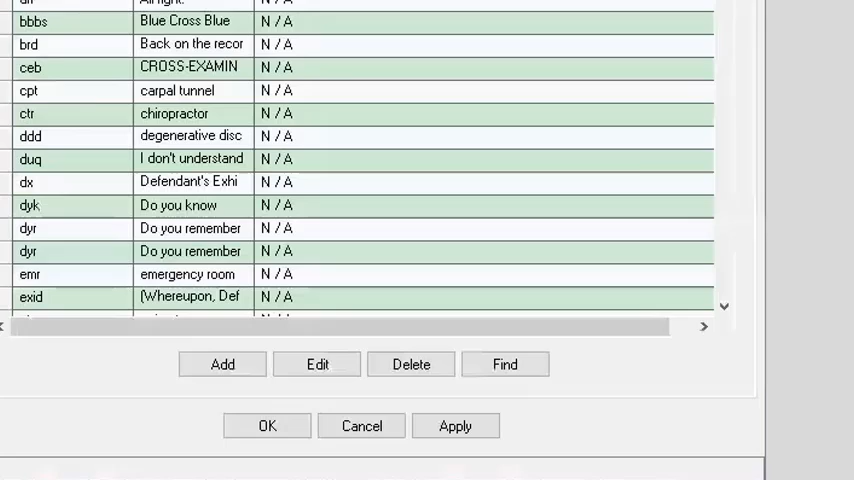 All right.
bbbs Blue Cross Blue N / A
brd Back on the recor N / A
ceb CROSS-EXAMIN N / A
cpt carpal tunnel N / A
ctr chiropractor N / A
ddd degenerative disc N / A
duq I don't understand N / A
dx Defendant's Exhi N / A
dyk Do you know N / A
dyr Do you remember N / A
dyr Do you remember N / A
emr emergency room N / A
exid (Whereupon, Def N / A
Add Edit Delete Find
OK Cancel Apply